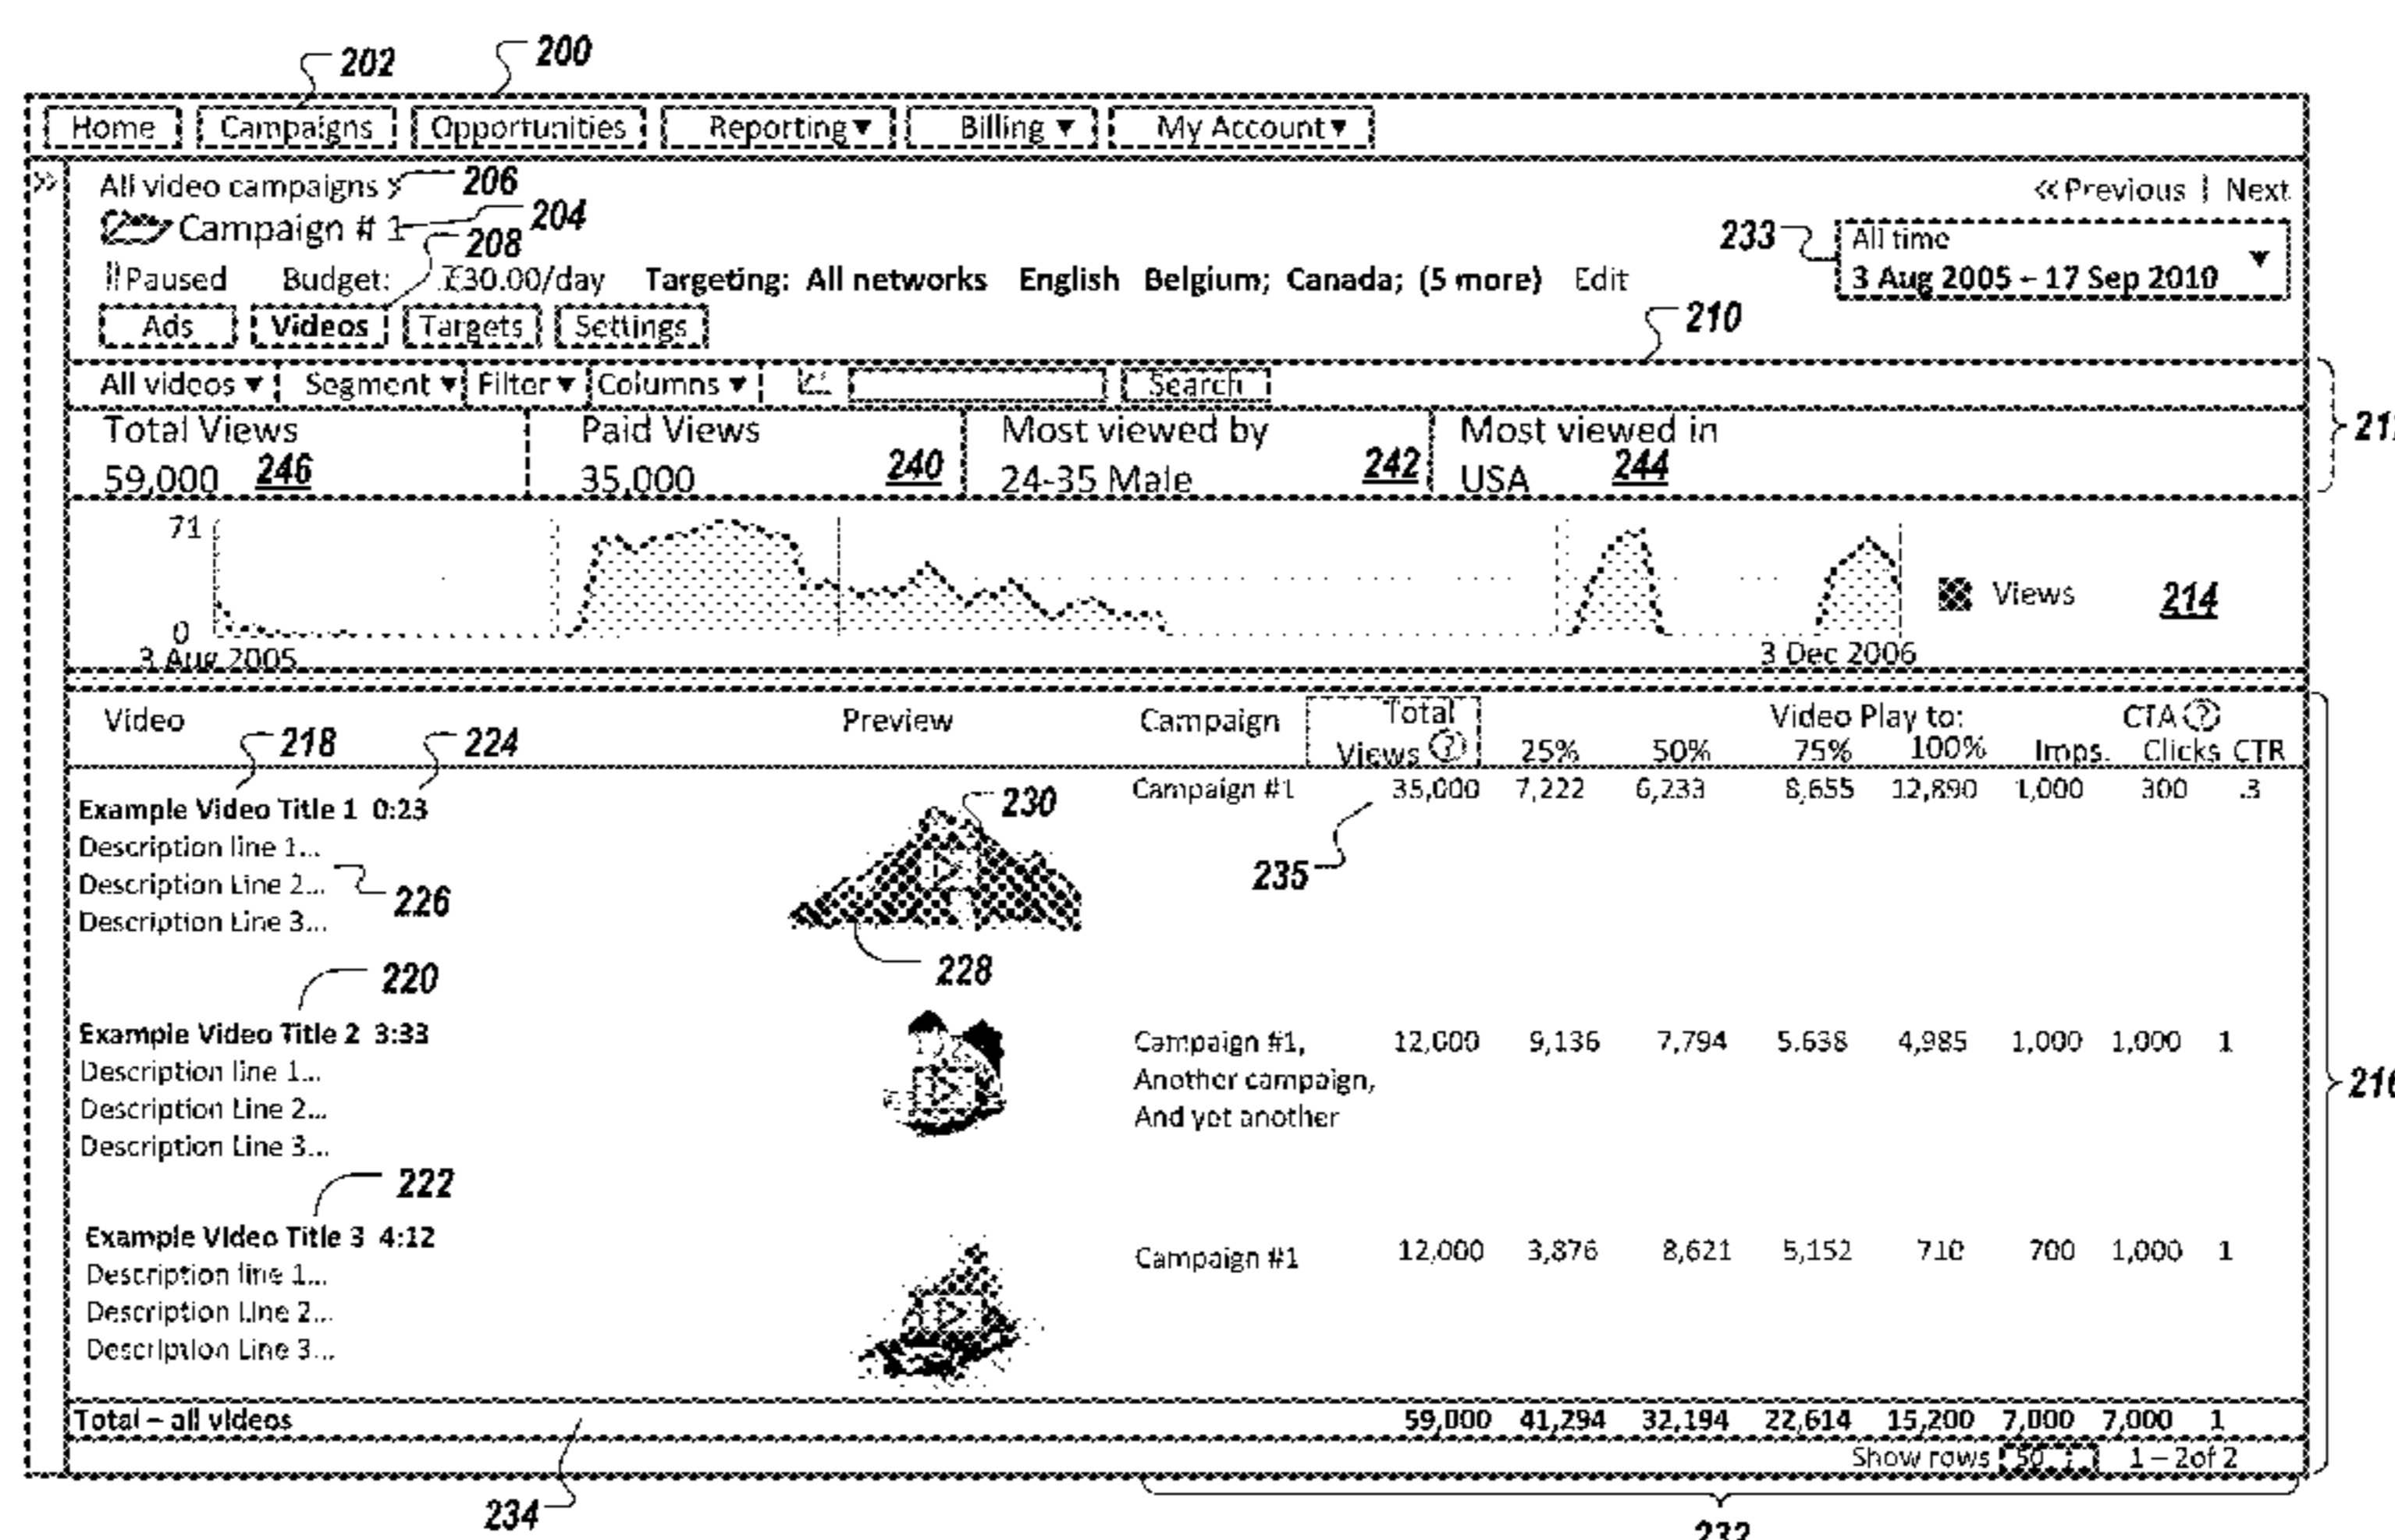 202 200
Home Campaigns Opportunities Reporting▼ Billing ▼ My Account▼
» All video campaigns > 206 «Previous | Next
Campaign # 1 204
208 233 All time ▼
Paused Budget: £30.00/day Targeting: All networks English Belgium; Canada; (5 more) Edit 3 Aug 2005 – 17 Sep 2010
Ads Videos Targets Settings 210
All videos ▼ Segment ▼ Filter ▼ Columns ▼ Search
Total Views Paid Views Most viewed by Most viewed in
59,000 246 35,000 240 24-35 Male 242 USA 244
71
Views 214
0
3 Aug 2005 3 Dec 2006
Video Preview Campaign Total Video Play to: CTA ?
218 224 Views ? 25% 50% 75% 100% Imps. Clicks CTR
Campaign #1 35,000 7,222 6,233 8,655 12,890 1,000 300 .3
Example Video Title 1 0:23 230
Description line 1...
Description Line 2... 235
226
Description Line 3...
228
220
Example Video Title 2 3:33 Campaign #1, 12,000 9,136 7,794 5.638 4,985 1,000 1,000 1
Description line 1... Another campaign,
Description Line 2... And yet another 216
Description Line 3...
222
Example Video Title 3 4:12 Campaign #1 12,000 3,876 8,621 5,152 710 700 1,000 1
Description line 1...
Description Line 2...
Description Line 3...
Total – all videos 59,000 41,294 32,194 22,614 15,200 7,000 7,000 1
Show rows 50 1 – 2of 2
234 232